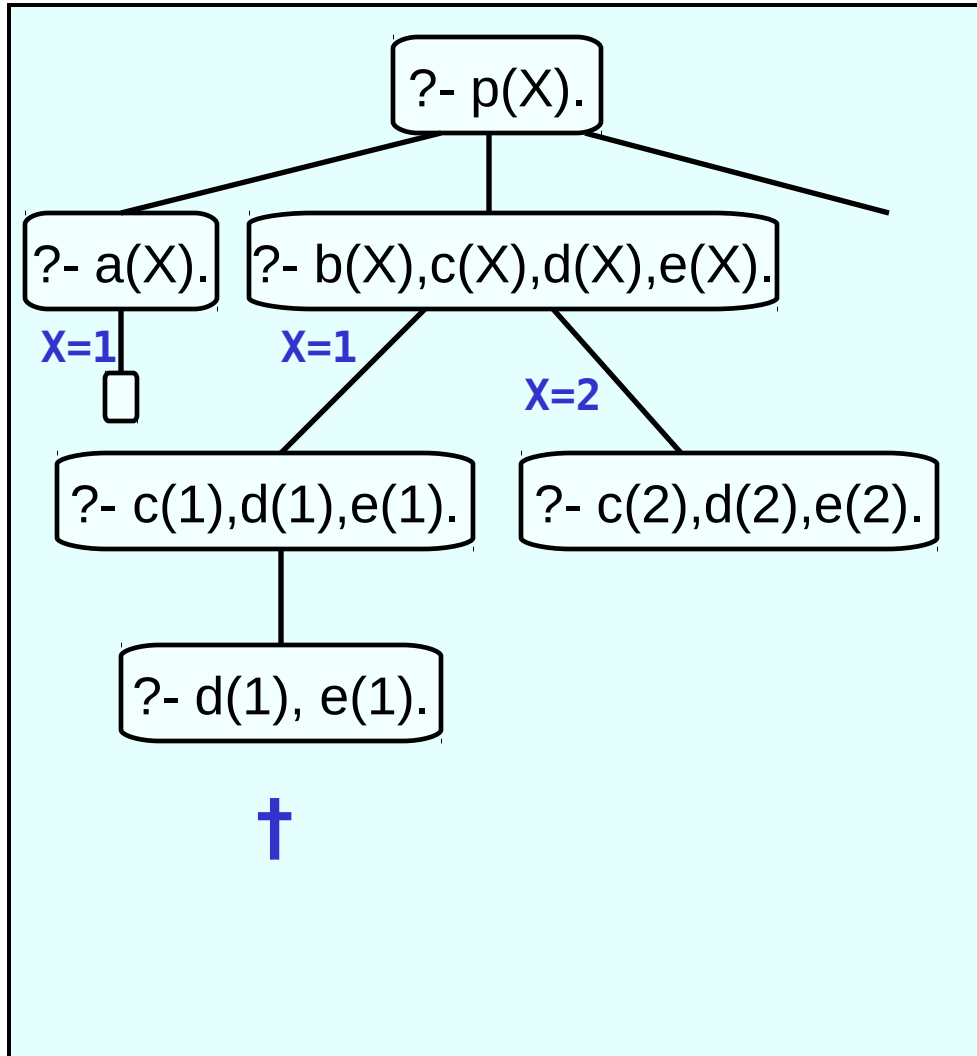 ?- p(X).
?- a(X).
?- b(X),c(X),d(X),e(X).
X=1
X=1
X=2
?- c(1),d(1),e(1).
?- c(2),d(2),e(2).
?- d(1), e(1).
†